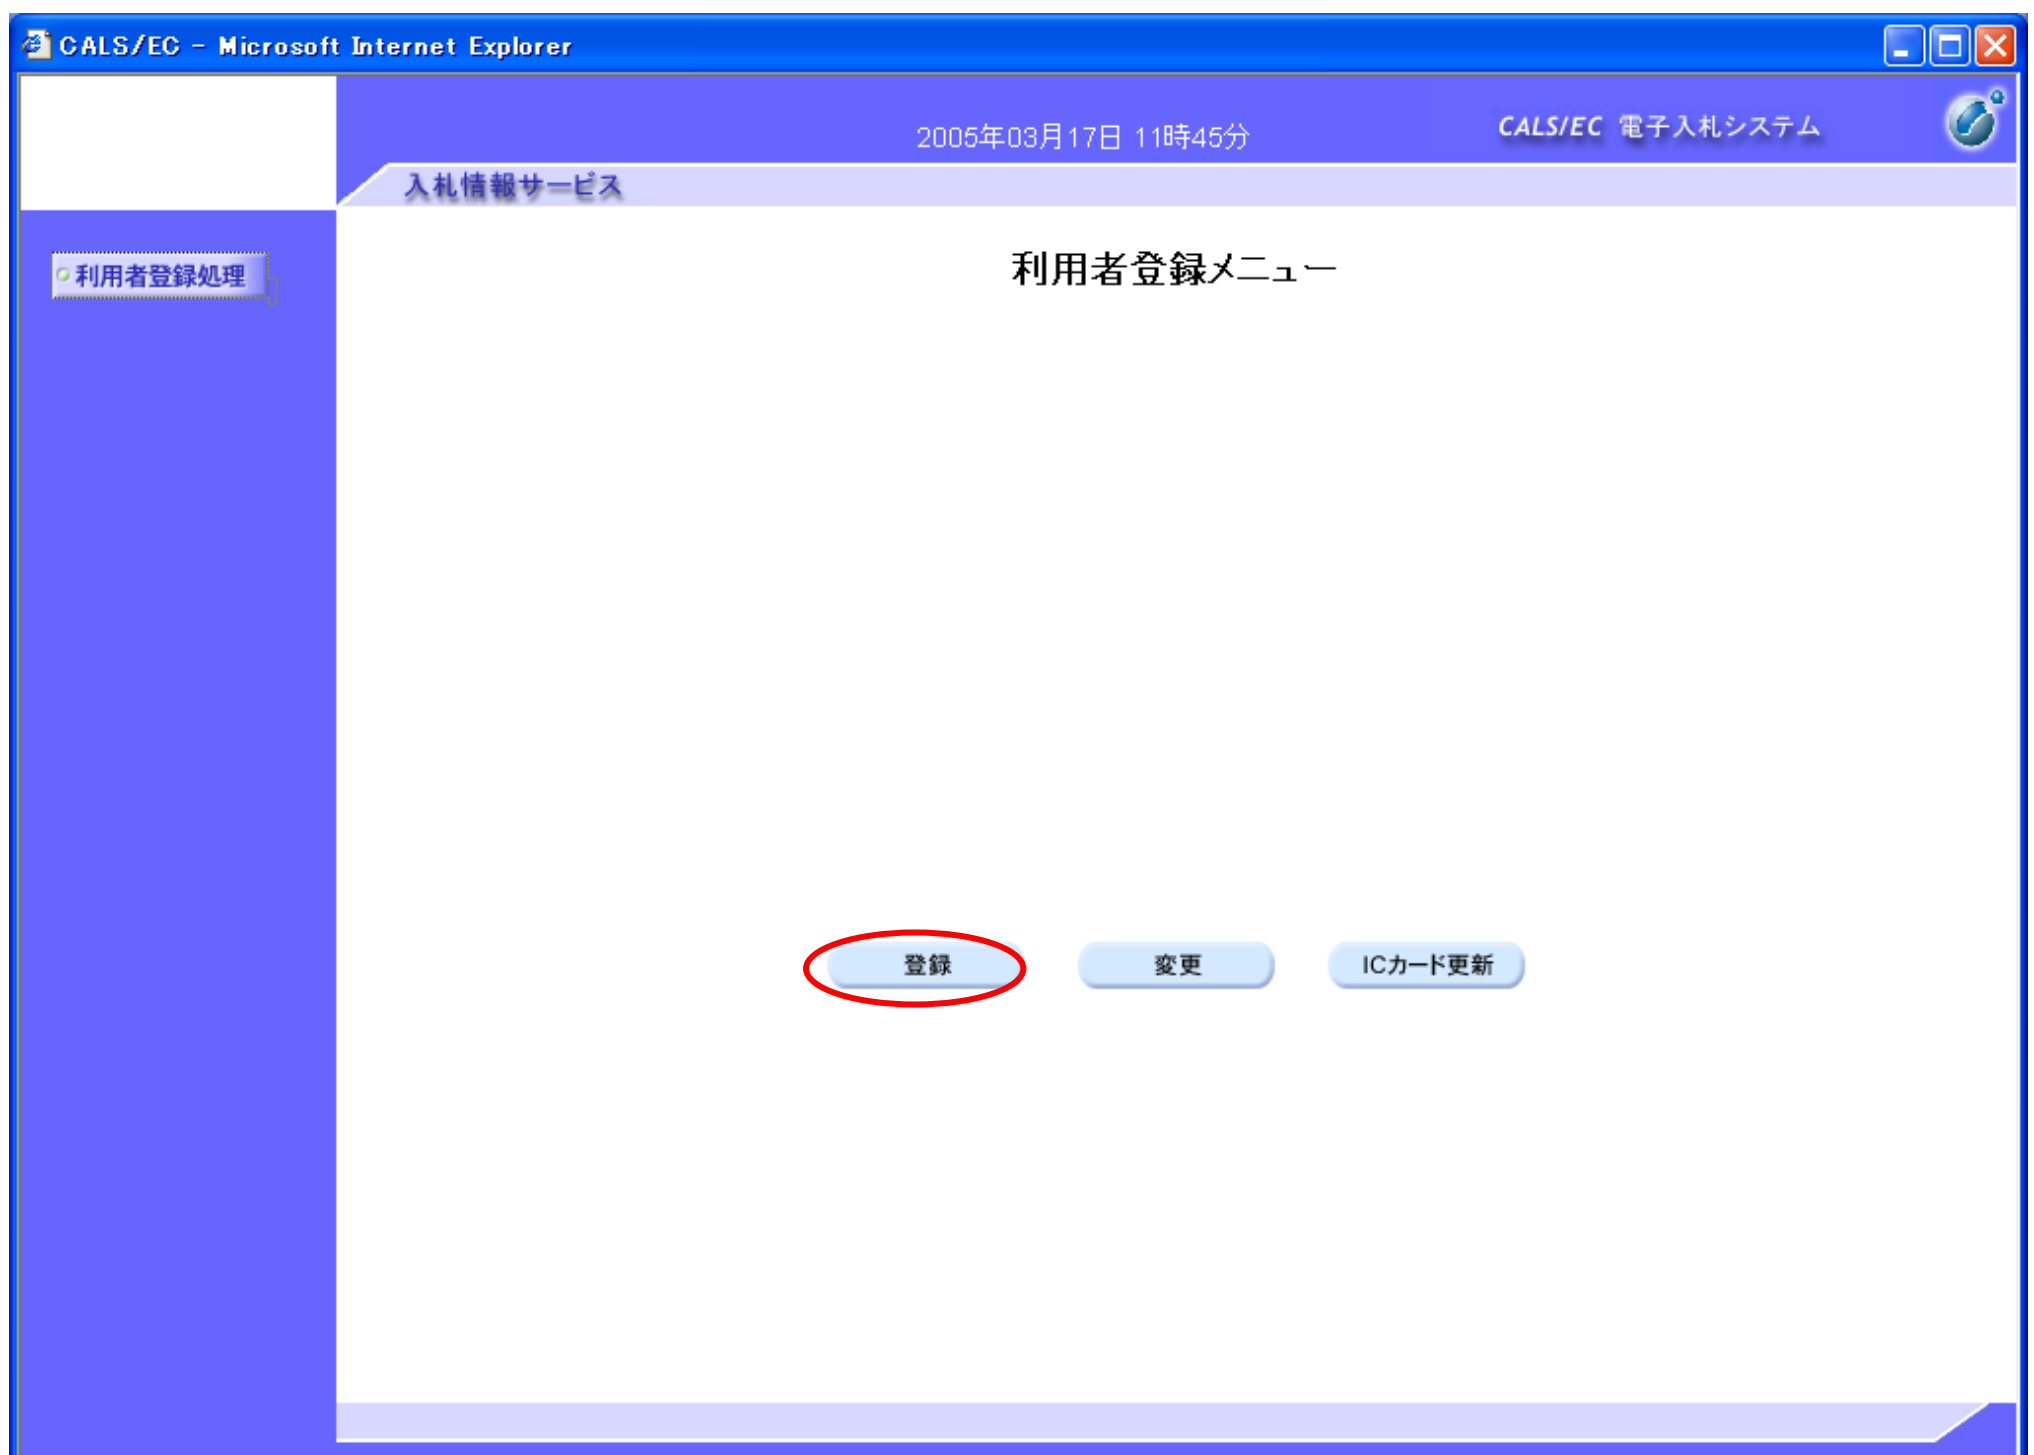 CALS/EC - Microsoft Internet Explorer
2005年03月17日 11時45分
CALS/EC 電子入札システム
入札情報サービス
利用者登録処理
利用者登録メニュー
登録
変更
ICカード更新